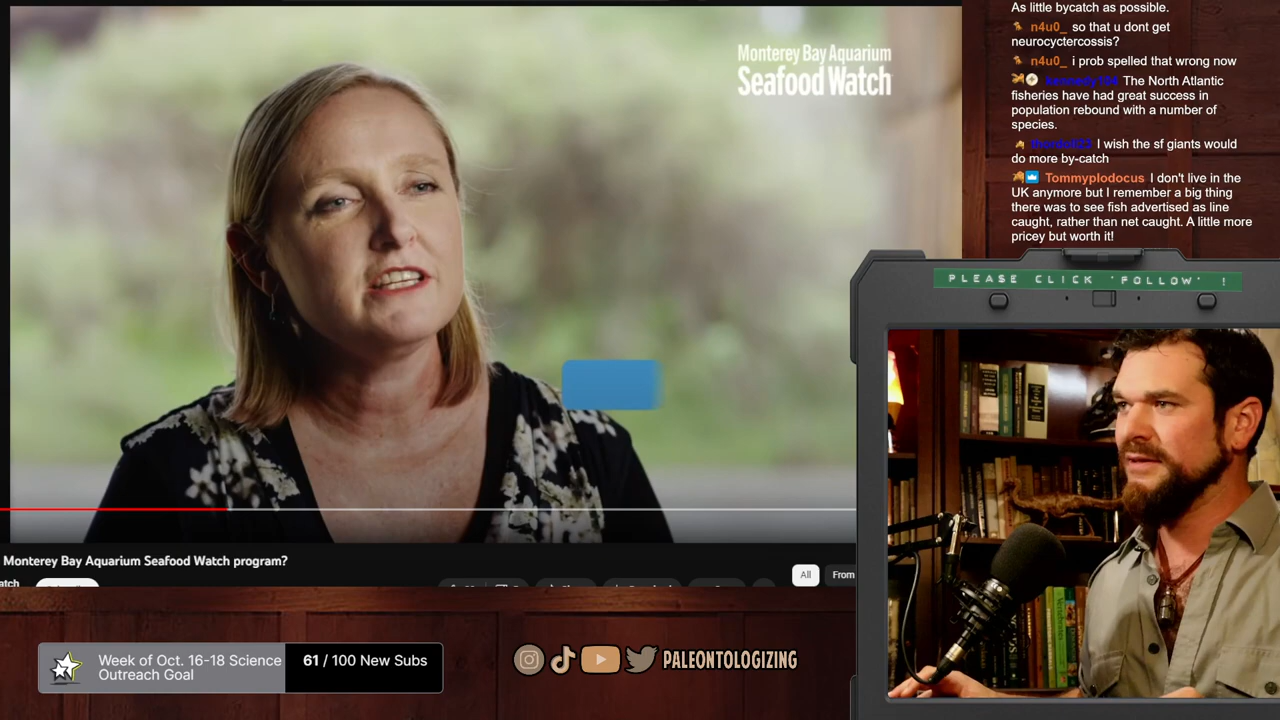 Monterey Bay Aquarium
Seafood Watch
As little bycatch as possible.
n4u0_ so that u dont get
neurocyctercossis?
n4u0_ i prob spelled that wrong now
The North Atlantic
fisheries have had great success in
population rebound with a number of
species.
I wish the sf giants would
do more by-catch
Tommyplodocus I don't live in the
UK anymore but I remember a big thing
there was to see fish advertised as line
caught, rather than net caught. A little more
pricey but worth it!
PLEASE CLICK 'FOLLOW' !
Monterey Bay Aquarium Seafood Watch program?
All
From
Week of Oct. 16-18 Science
Outreach Goal
61 / 100 New Subs
PALEONTOLOGIZING